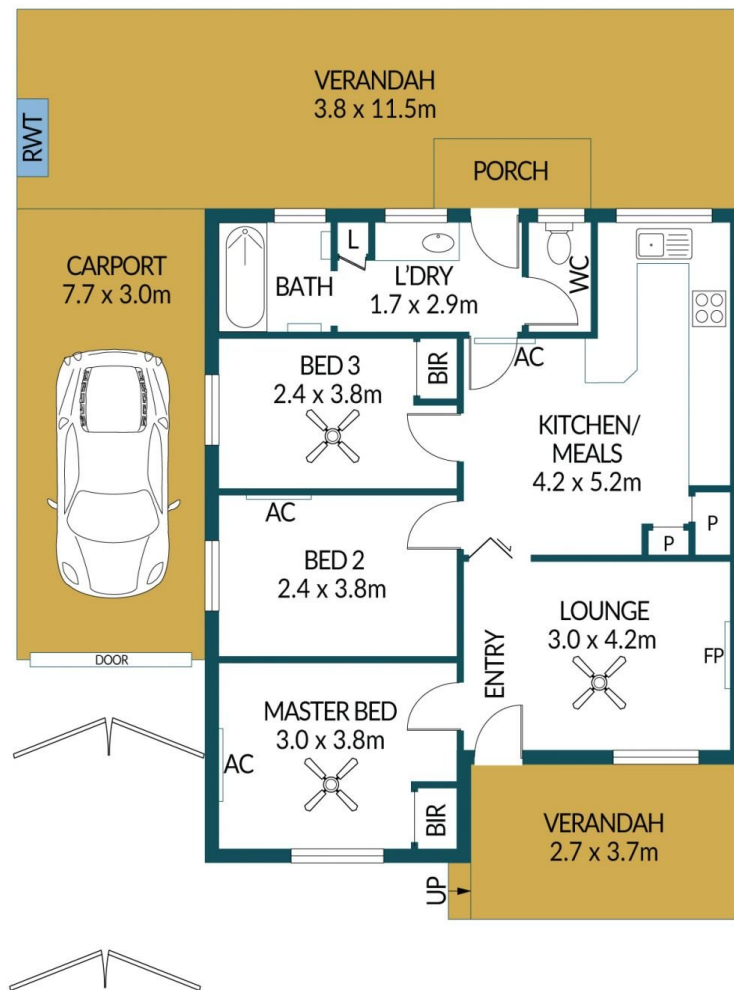 VERANDAH
3.8 x 11.5m
RWT
PORCH
CARPORT
7.7 x 3.0m
BATH
L
L'DRY
1.7 x 2.9m
WC
AC
BED 3
2.4 x 3.8m
BIR
KITCHEN/
MEALS
4.2 x 5.2m
AC
BED 2
2.4 x 3.8m
P
P
DOOR
ENTRY
LOUNGE
3.0 x 4.2m
FP
MASTER BED
3.0 x 3.8m
AC
BIR
VERANDAH
2.7 x 3.7m
UP